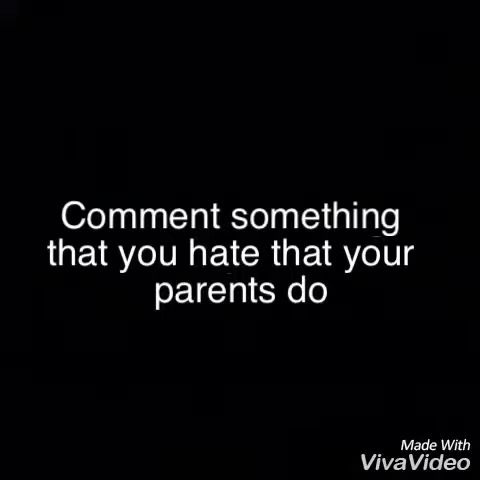 Comment something
that you hate that your
parents do
Made With
VivaVideo